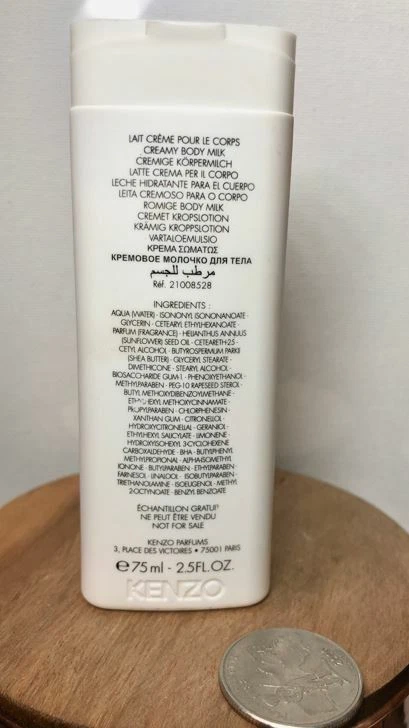 LAIT CRÈME POUR LE CORPS
CREAMY BODY MILK
CREMIGE KÖRPERMILCH
LATTE CREMA PER IL CORPO
LECHE HIDRATANTE PARA EL CUERPO
LEITA CREMOSO PARA O CORPO
ROMIGE BODY MILK
CREMET KROPSLOTION
KRÄMIG KROPPSLOTION
VARTALOEMULSIO
ΚΡΕΜΑ ΣΩΜΑΤΟΣ
КРЕМОВОЕ МОЛОЧКО ДЛЯ ТЕЛА
مرطب للجسم
Réf. 21008528
INGREDIENTS :
AQUA (WATER) · ISONONYL ISONONANOATE ·
GLYCERIN · CETEARYL ETHYLHEXANOATE ·
PARFUM (FRAGRANCE) · HELIANTHUS ANNUUS
(SUNFLOWER) SEED OIL · CETEARETH-25 ·
CETYL ALCOHOL · BUTYROSPERMUM PARKII
(SHEA BUTTER) · GLYCERYL STEARATE ·
DIMETHICONE · STEARYL ALCOHOL ·
BIOSACCHARIDE GUM-1 · PHENOXYETHANOL ·
METHYLPARABEN · PEG-10 RAPESEED STEROL ·
BUTYL METHOXYDIBENZOYLMETHANE ·
ETHYLHEXYL METHOXYCINNAMATE ·
PROPYLPARABEN · CHLORPHENESIN ·
XANTHAN GUM · CITRONELLOL ·
HYDROXYCITRONELLAL · GERANIOL ·
ETHYLHEXYL SALICYLATE · LIMONENE ·
HYDROXYISOHEXYL 3-CYCLOHEXENE
CARBOXALDEHYDE · BHA · BUTYLPHENYL
METHYLPROPIONAL · ALPHA-ISOMETHYL
IONONE · BUTYLPARABEN · ETHYLPARABEN ·
FARNESOL · LINALOOL · ISOBUTYLPARABEN ·
TRIETHANOLAMINE · ISOEUGENOL · METHYL
2-OCTYNOATE · BENZYL BENZOATE
ÉCHANTILLON GRATUIT
NE PEUT ÊTRE VENDU
NOT FOR SALE
KENZO PARFUMS
3, PLACE DES VICTOIRES • 75001 PARIS
℮ 75 ml - 2.5FL.OZ.
KENZO